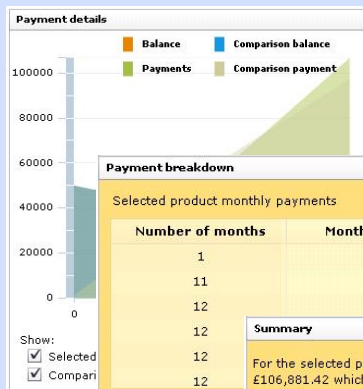 Payment details
Balance Comparison balance
Payments Comparison payment
100000
80000
60000
40000
20000
0
0
Show:
Selected
Compari
Payment breakdown
Selected product monthly payments
Number of months Month
1
11
12
12
12
12
Summary
For the selected p
£106,881.42 which